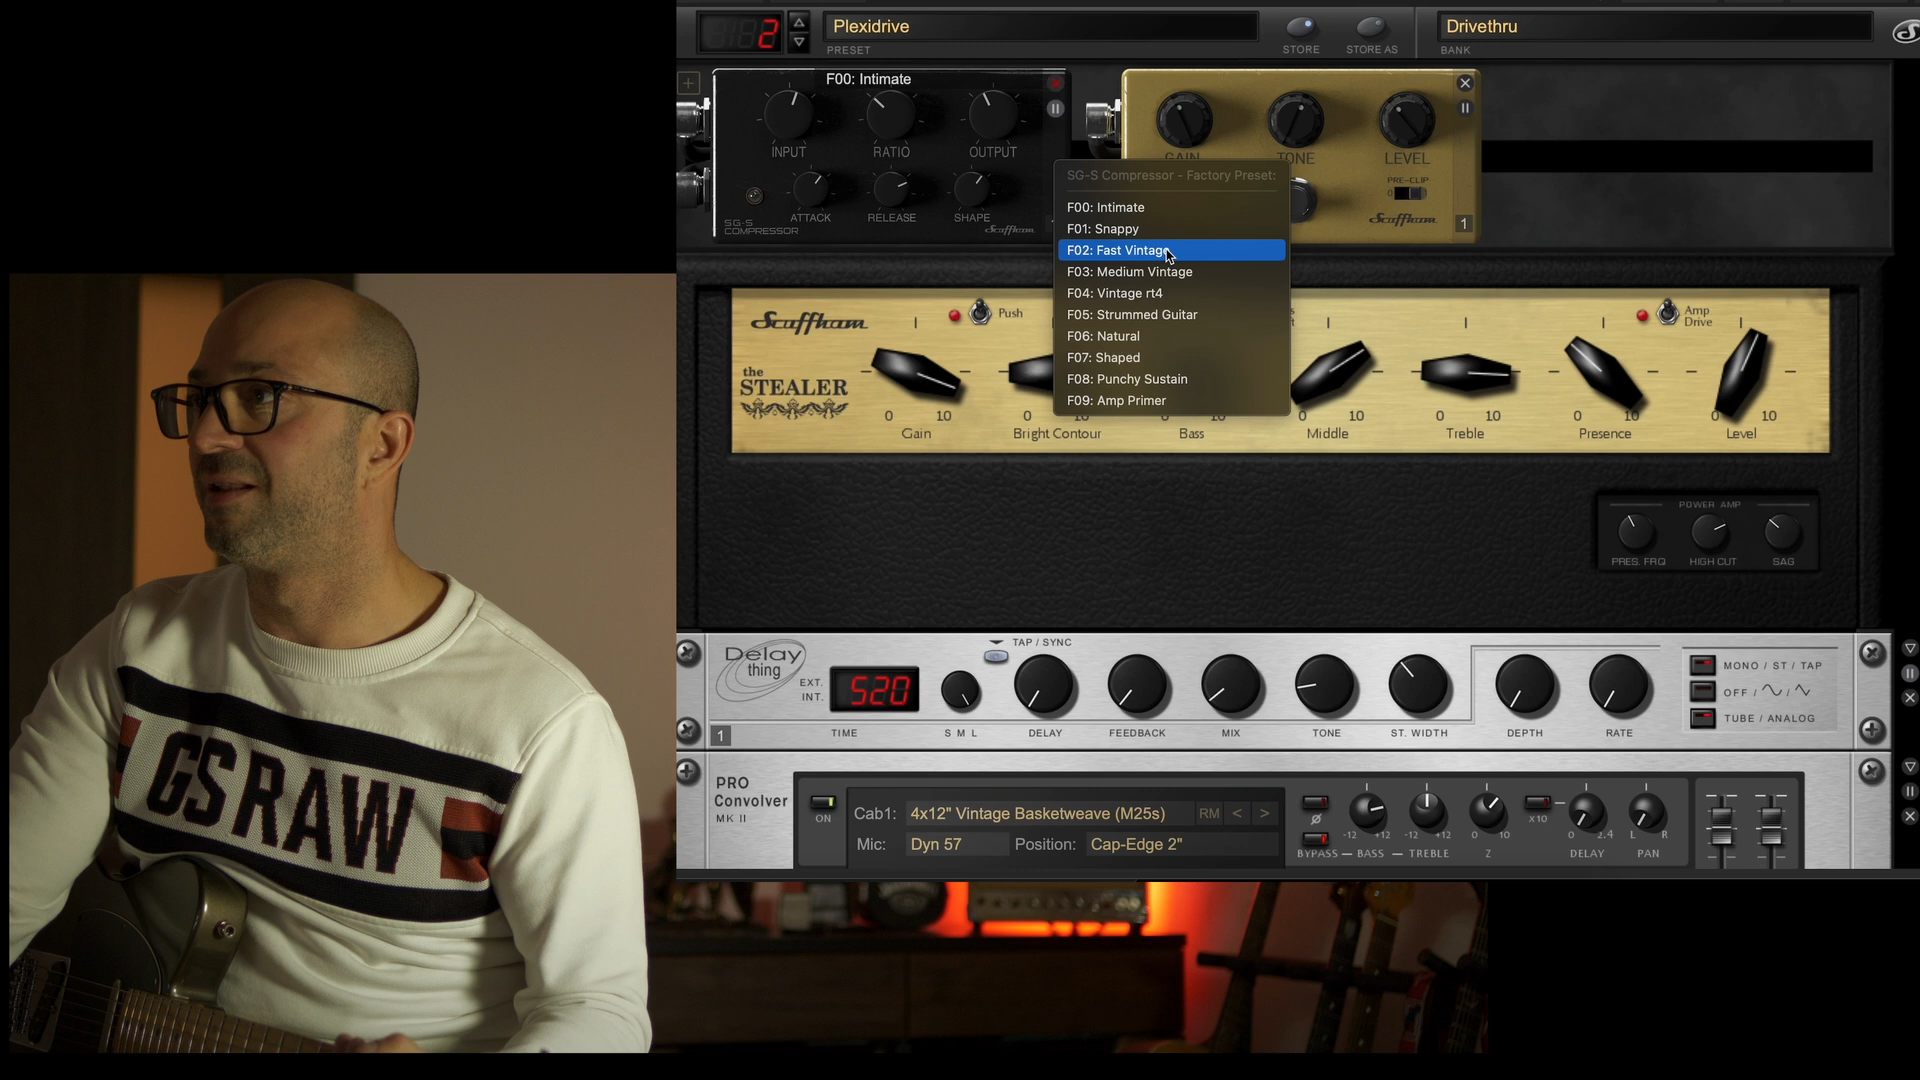 2
Plexidrive
PRESET
STORE
STORE AS
Drivethru
BANK
F00: Intimate
INPUT
RATIO
OUTPUT
ATTACK
RELEASE
SHAPE
SG-S
COMPRESSOR
Scuffham
GAIN
TONE
LEVEL
PRE-CLIP
0
Scuffham
1
SG-S Compressor - Factory Preset:
F00: Intimate
F01: Snappy
F02: Fast Vintage
F03: Medium Vintage
F04: Vintage rt4
F05: Strummed Guitar
F06: Natural
F07: Shaped
F08: Punchy Sustain
F09: Amp Primer
Scuffham
the
STEALER
Push
Amp
Drive
0 10
Gain
0
Bright Contour
10
Bass
0 10
Middle
0 10
Treble
0 10
Presence
0 10
Level
POWER AMP
PRES. FRQ
HIGH CUT
SAG
Delay
thing
EXT.
INT.
520
TAP / SYNC
1
TIME
S M L
DELAY
FEEDBACK
MIX
TONE
ST. WIDTH
DEPTH
RATE
MONO / ST / TAP
OFF /
TUBE / ANALOG
PRO
Convolver
MK II
ON
Cab1:
4x12" Vintage Basketweave (M25s)
RM < >
Mic:
Dyn 57
Position:
Cap-Edge 2"
Ø
BYPASS
-12 +12
BASS
-12 +12
TREBLE
0 10
Z
X10
0 2.4
DELAY
L R
PAN
GSRAW